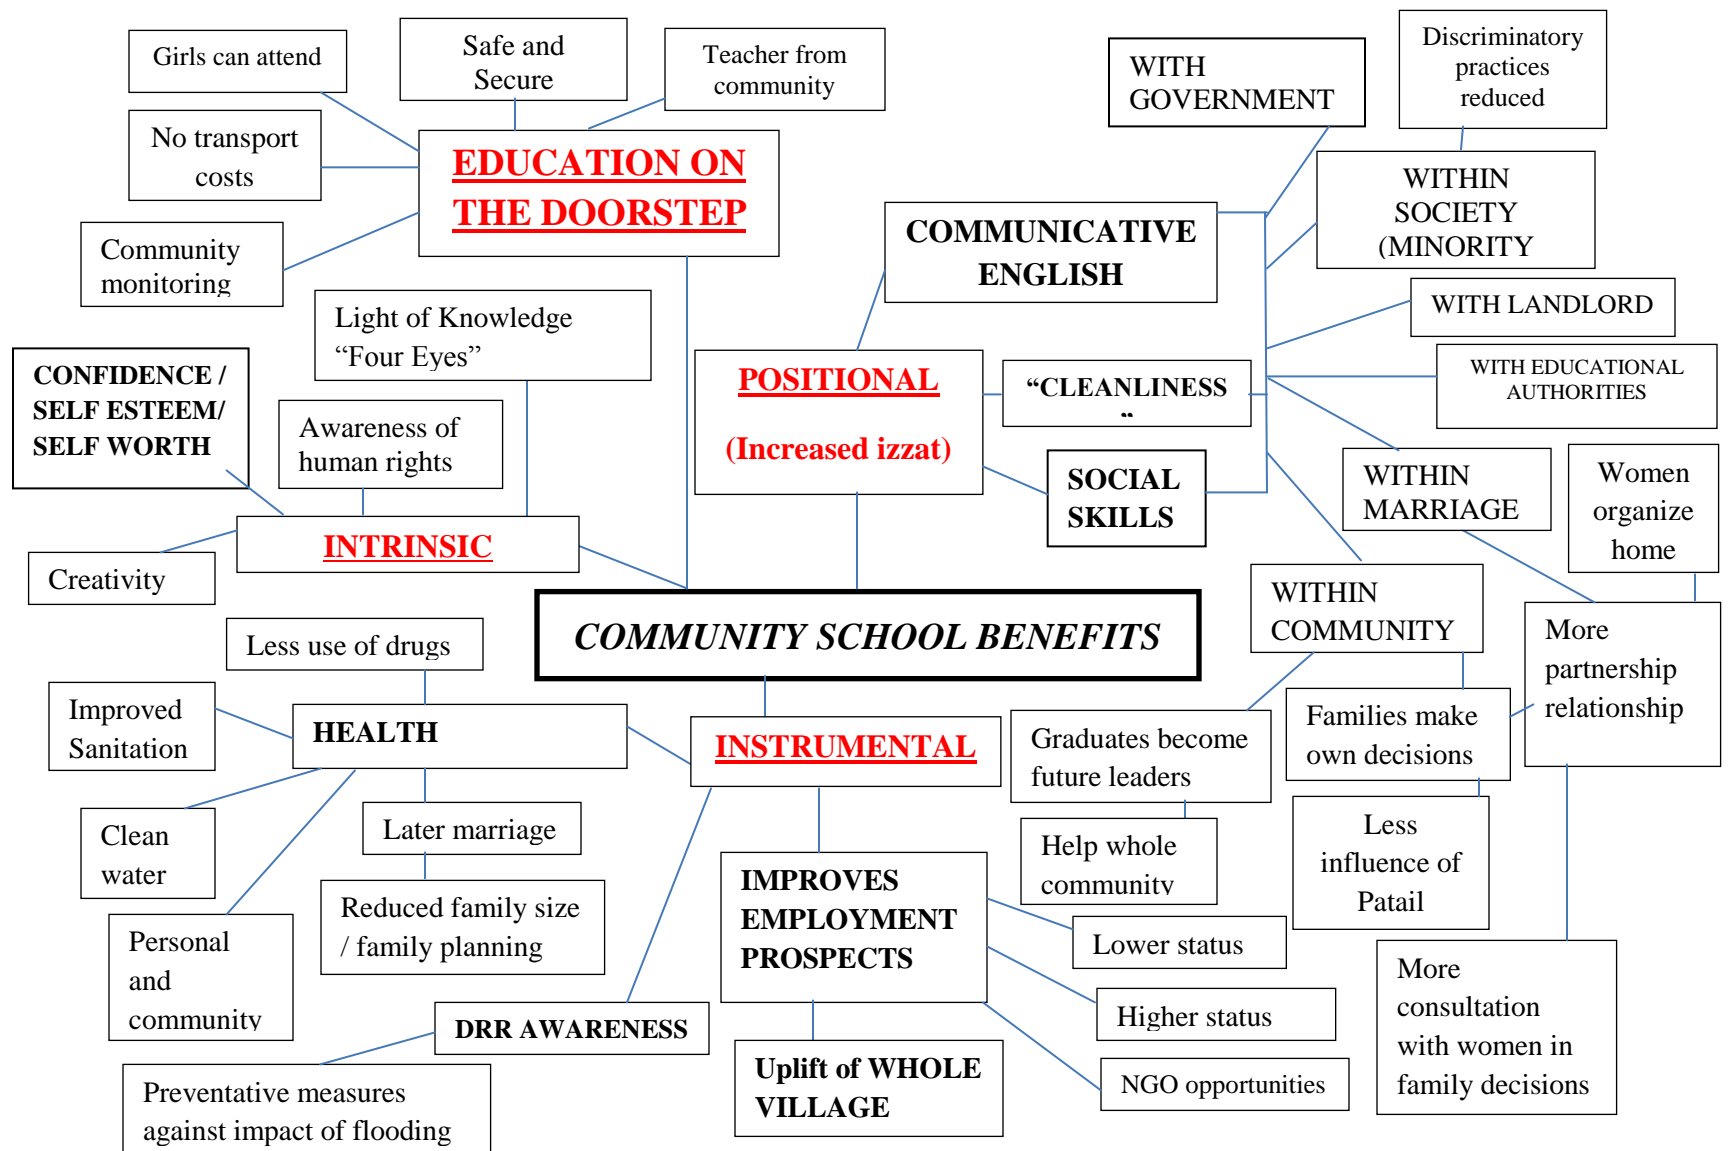 Girls can attend
Safe and
Secure
Teacher from
community
No transport
costs
EDUCATION ON
THE DOORSTEP
Community
monitoring
WITH
GOVERNMENT
Discriminatory
practices
reduced
WITHIN
SOCIETY
(MINORITY
COMMUNICATIVE
ENGLISH
WITH LANDLORD
WITH EDUCATIONAL
AUTHORITIES
Light of Knowledge
“Four Eyes”
CONFIDENCE /
SELF ESTEEM/
SELF WORTH
Awareness of
human rights
POSITIONAL
(Increased izzat)
“CLEANLINESS
”
SOCIAL
SKILLS
WITHIN
MARRIAGE
Women
organize
home
INTRINSIC
Creativity
COMMUNITY SCHOOL BENEFITS
WITHIN
COMMUNITY
More
partnership
relationship
Less use of drugs
Improved
Sanitation
HEALTH
INSTRUMENTAL
Graduates become
future leaders
Families make
own decisions
Clean
water
Later marriage
Help whole
community
Less
influence of
Patail
Reduced family size
/ family planning
IMPROVES
EMPLOYMENT
PROSPECTS
Lower status
Personal
and
community
DRR AWARENESS
Higher status
More
consultation
with women in
family decisions
Uplift of WHOLE
VILLAGE
NGO opportunities
Preventative measures
against impact of flooding